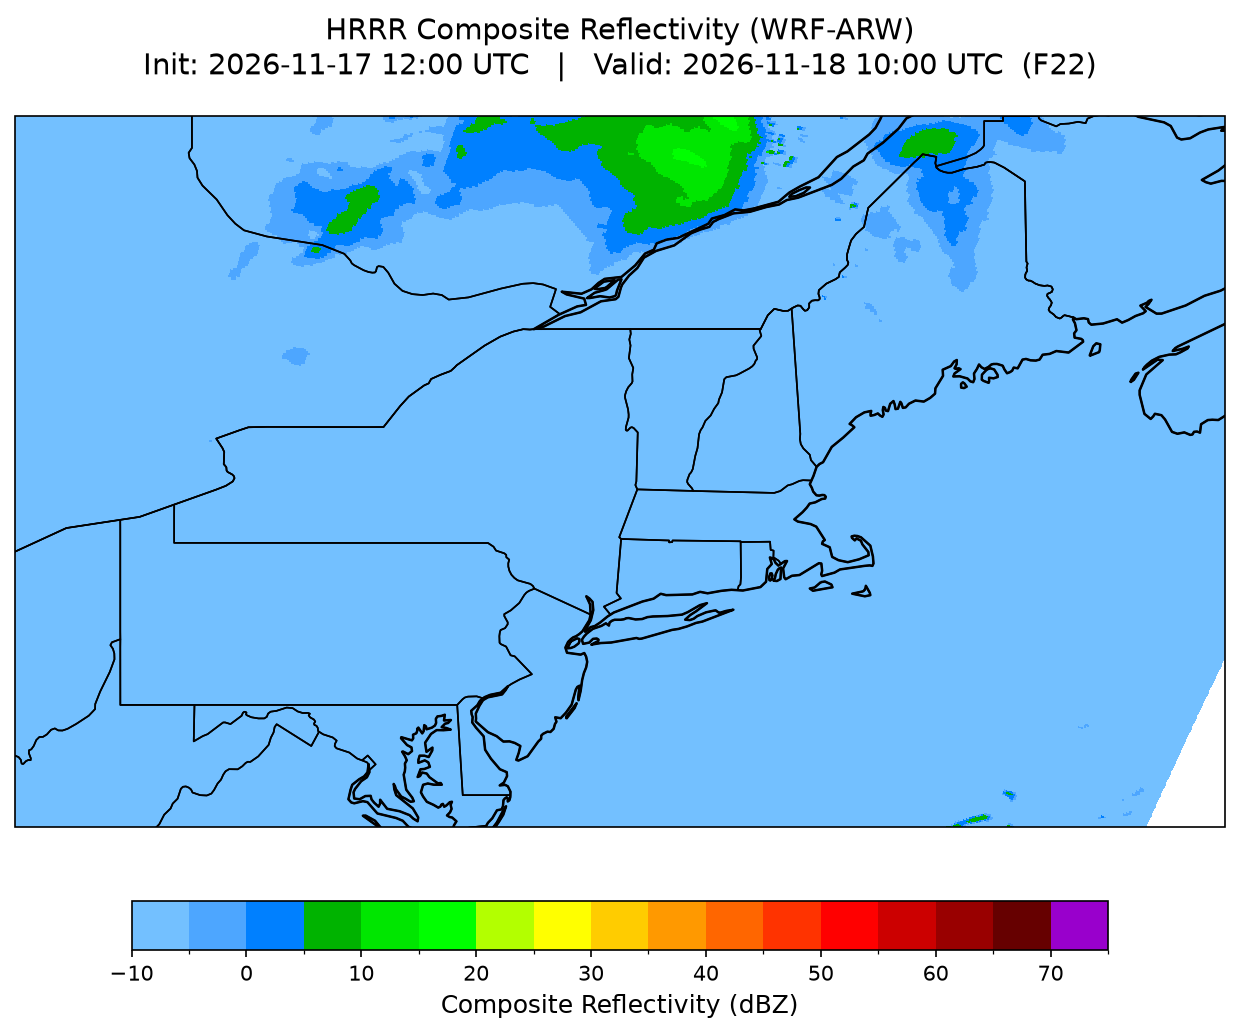 HRRR Composite Reflectivity (WRF-ARW)
Init: 2026-11-17 12:00 UTC | Valid: 2026-11-18 10:00 UTC (F22)
−10 0 10 20 30 40 50 60 70
Composite Reflectivity (dBZ)